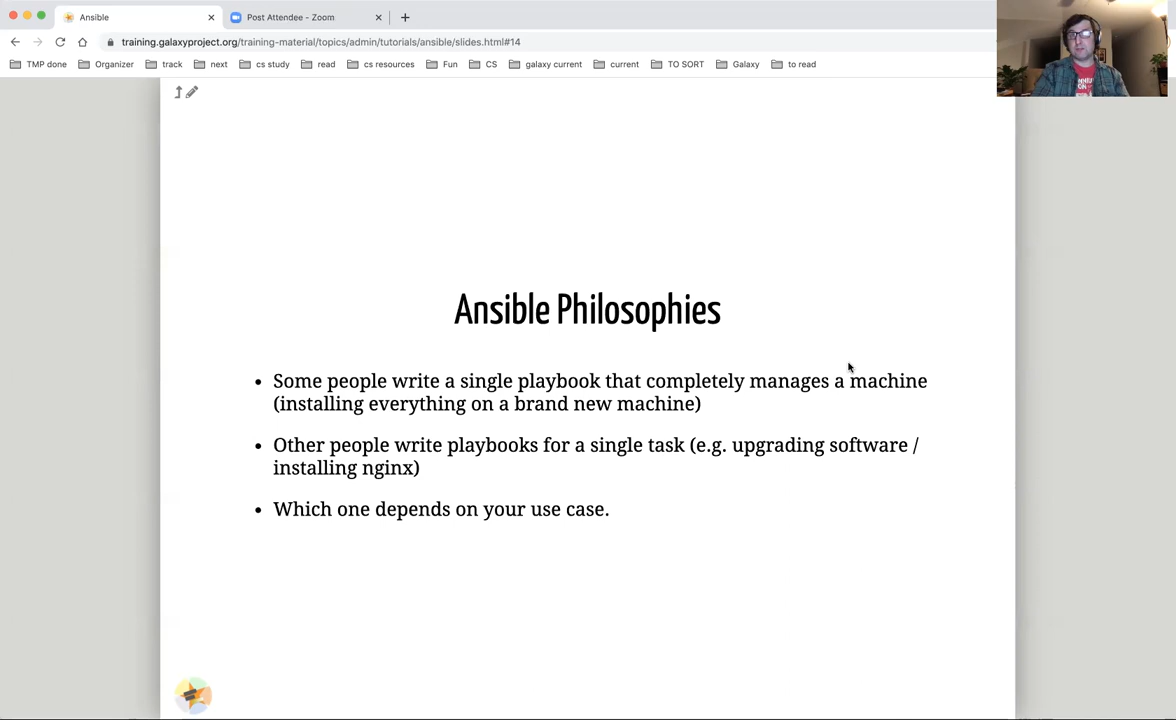 Ansible
Post Attendee - Zoom
training.galaxyproject.org/training-material/topics/admin/tutorials/ansible/slides.html#14
TMP done Organizer track next cs study read cs resources Fun CS galaxy current current TO SORT Galaxy to read
Ansible Philosophies
• Some people write a single playbook that completely manages a machine
(installing everything on a brand new machine)
• Other people write playbooks for a single task (e.g. upgrading software /
installing nginx)
• Which one depends on your use case.